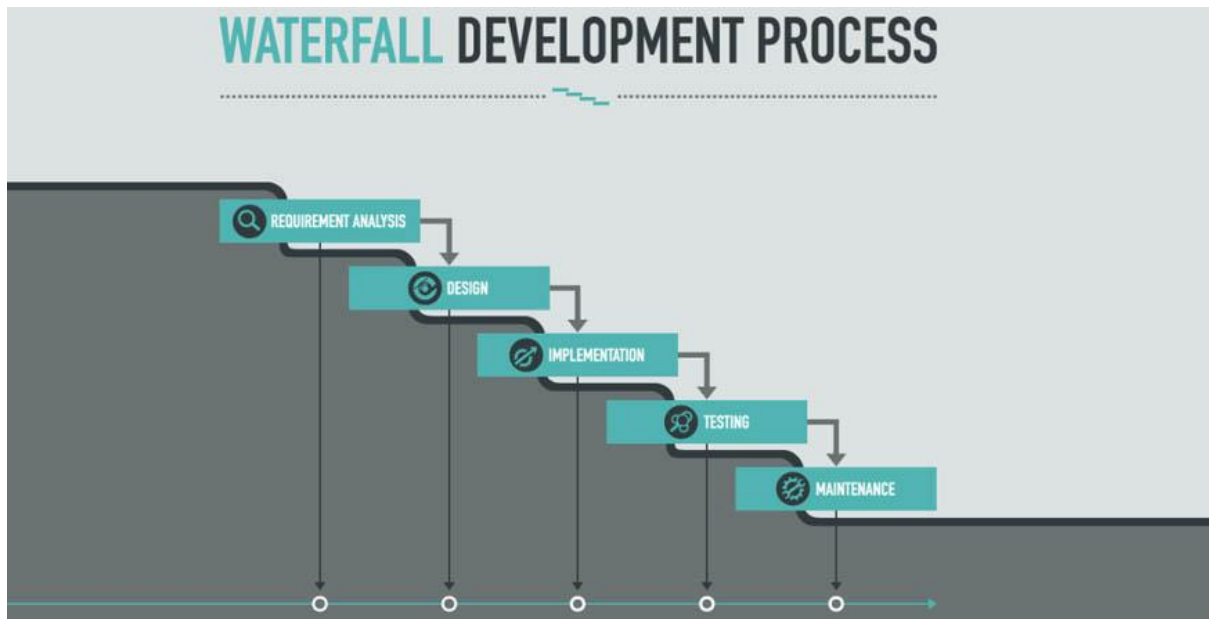 WATERFALL DEVELOPMENT PROCESS
REQUIREMENT ANALYSIS
DESIGN
IMPLEMENTATION
TESTING
MAINTENANCE